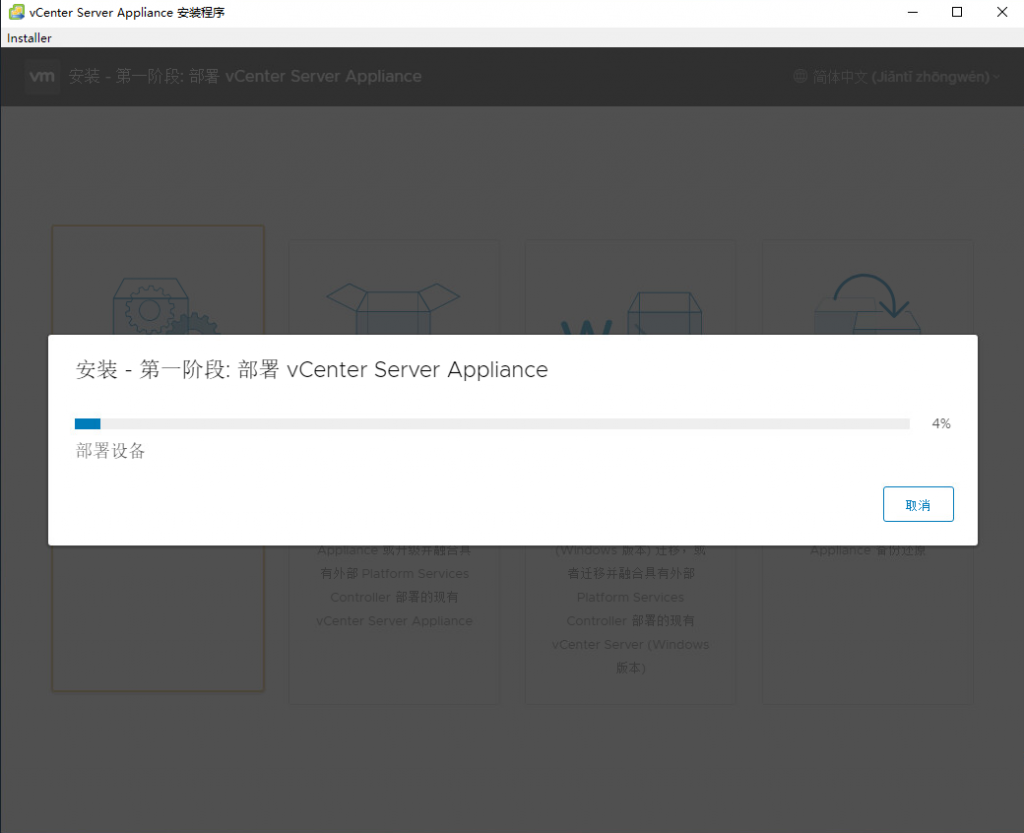 vCenter Server Appliance 安装程序
Installer
vm 安装 - 第一阶段: 部署 vCenter Server Appliance
简体中文 (Jiǎntǐ zhōngwén)
安装 - 第一阶段: 部署 vCenter Server Appliance
4%
部署设备
取消
Appliance 或升级并融合具
有外部 Platform Services
Controller 部署的现有
vCenter Server Appliance
(Windows 版本) 迁移，或
者迁移并融合具有外部
Platform Services
Controller 部署的现有
vCenter Server (Windows
版本)
Appliance 备份还原